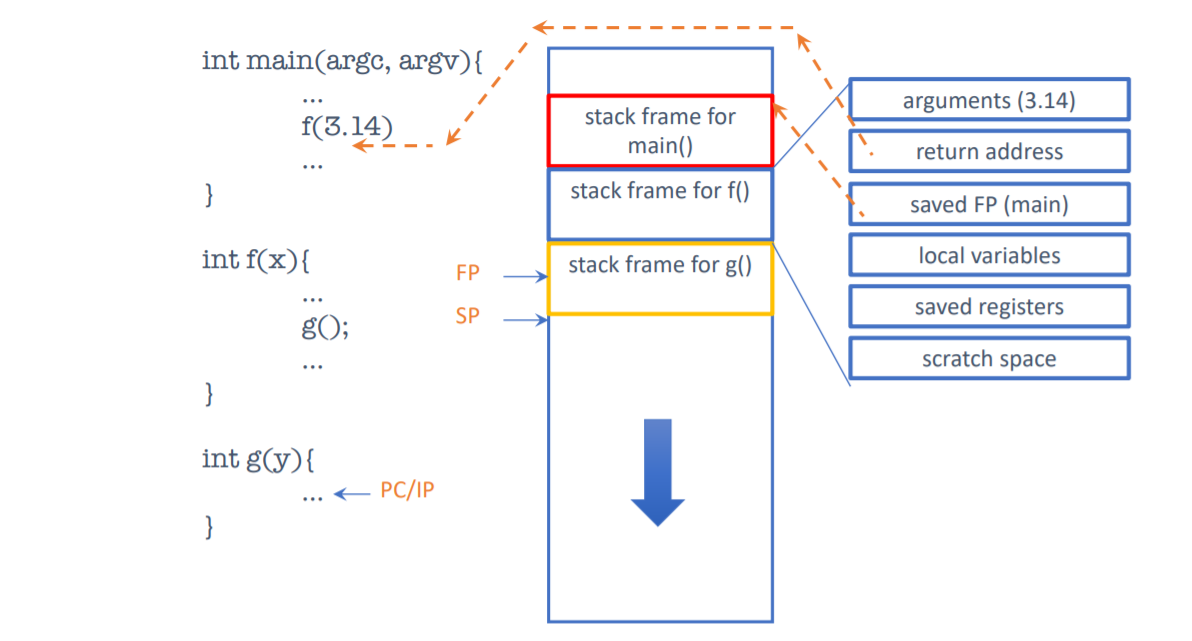 int main(argc, argv){
...
f(3.14)
...
}
int f(x){
...
g();
...
}
int g(y){
...
}
PC/IP
FP
SP
stack frame for
main()
stack frame for f()
stack frame for g()
arguments (3.14)
return address
saved FP (main)
local variables
saved registers
scratch space